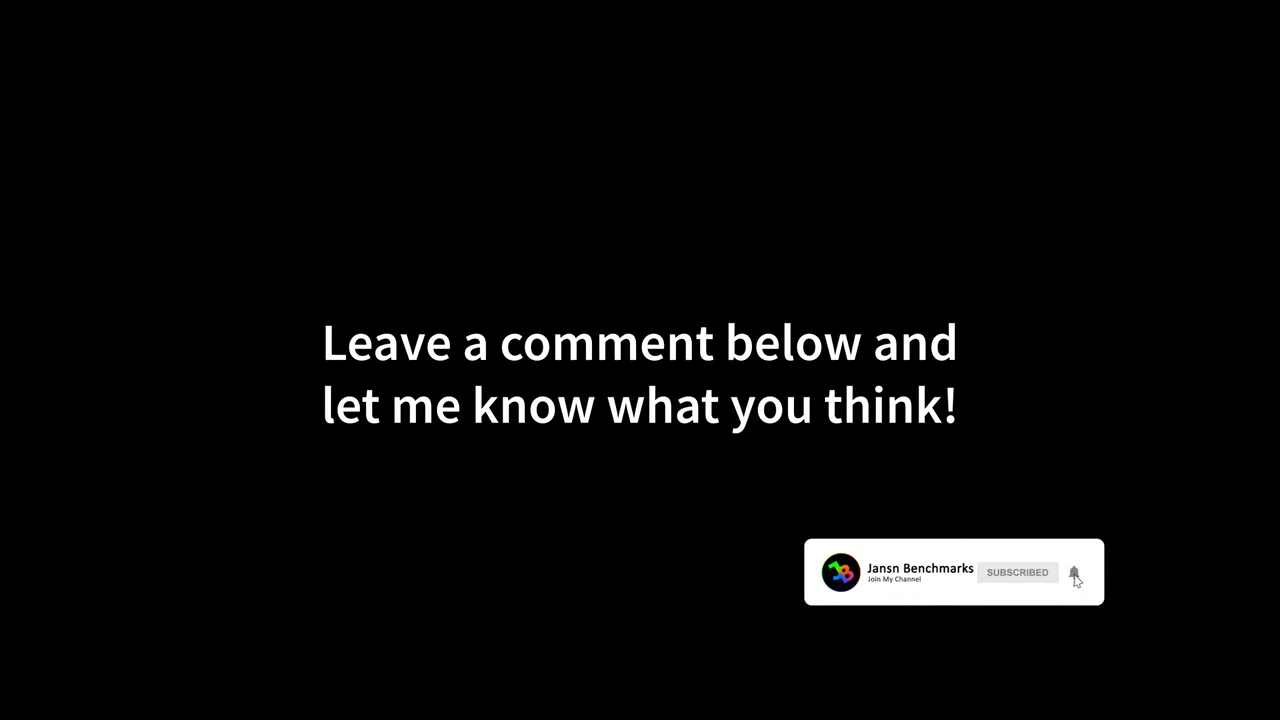 Leave a comment below and
let me know what you think!
Jansn Benchmarks
Join My Channel
SUBSCRIBED